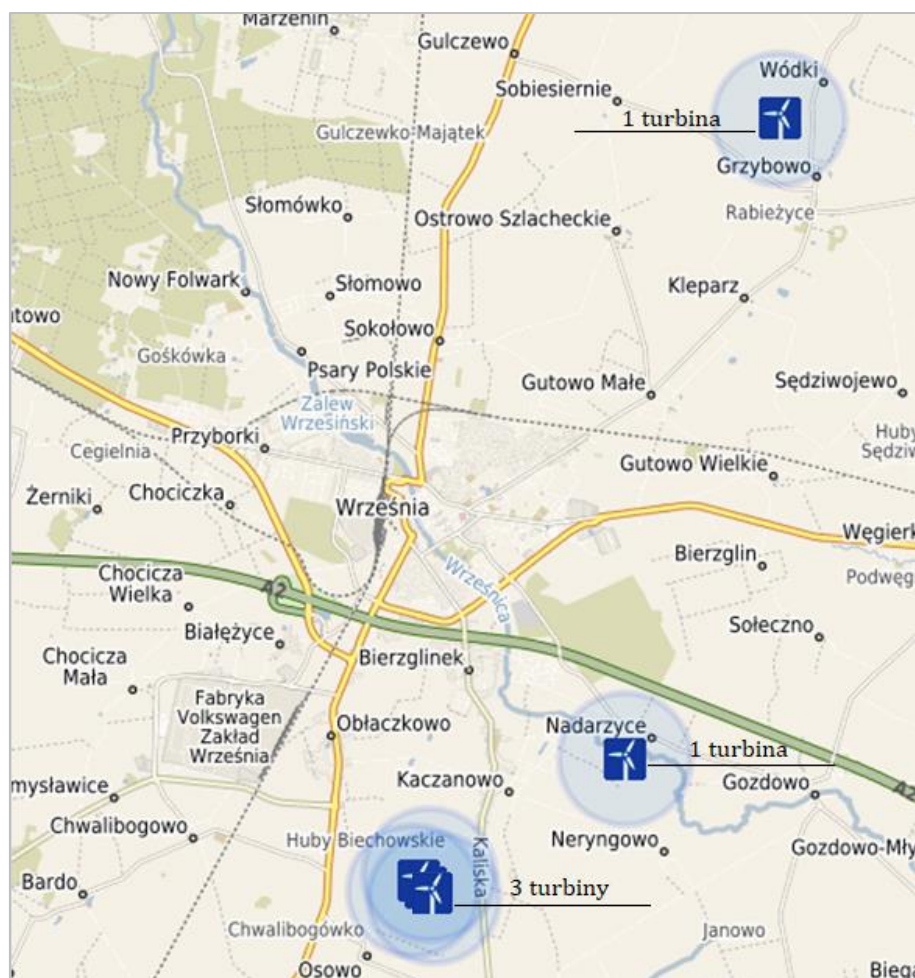 Marzenin
Gulczewo
Wódki
Sobiesiernie
1 turbina
Gulczewko-Majątek
Grzybowo
Słomówko
Ostrowo Szlacheckie
Rabieżyce
Nowy Folwark
Słomowo
Kleparz
Sokołowo
Gośkówka
Psary Polskie
Gutowo Małe
Sędziwojewo
Zalew
Wrzesiński
Przyborki
Cegielnia
Huby
Gutowo Wielkie
Żerniki
Chociczka
Września
Bierzglin
Chocicza
Wielka
A2
Wrześnica
Białężyce
Sołeczno
Bierzglinek
Chocicza
Mała
Fabryka
Volkswagen
Zakład
Września
Obłaczkowo
Nadarzyce
1 turbina
Kaczanowo
Gozdowo
A2
Chwalibogowo
Huby Biechowskie
Kaliska
Neryngowo
Bardo
3 turbiny
Chwalibogówko
Janowo
Osowo